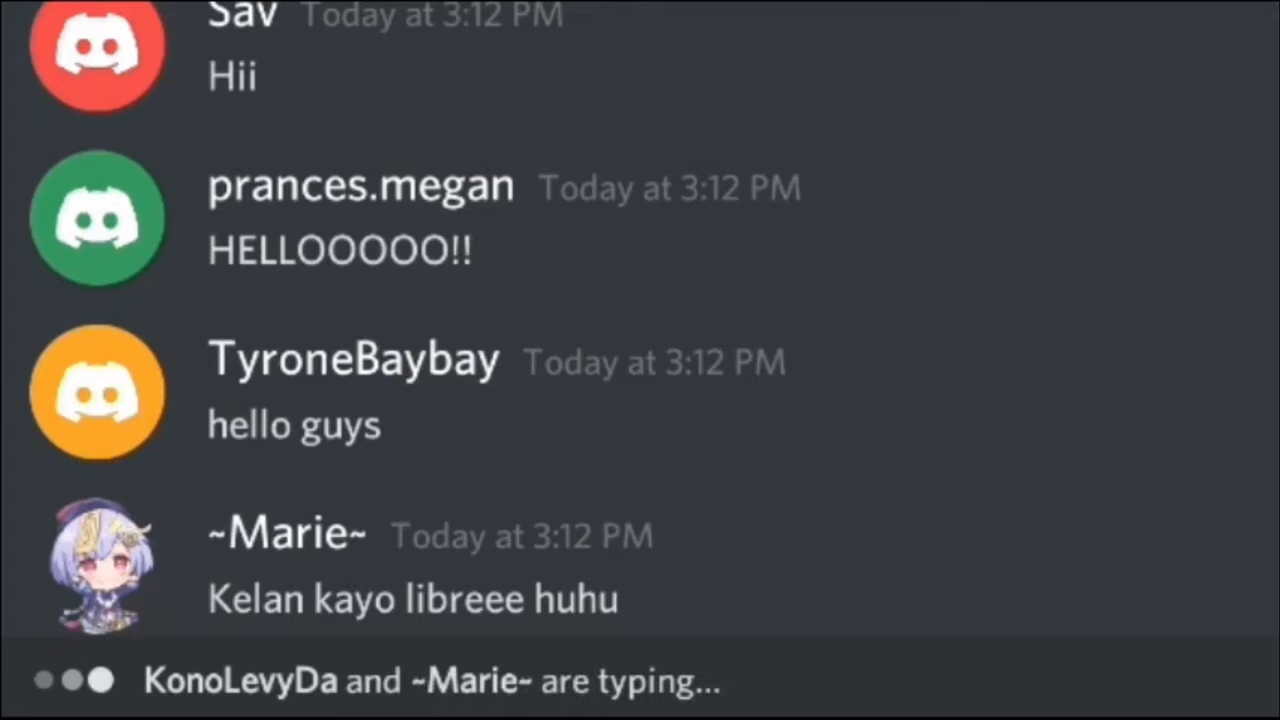 Sav Today at 3:12 PM
Hii
prances.megan Today at 3:12 PM
HELLOOOOO!!
TyroneBaybay Today at 3:12 PM
hello guys
~Marie~ Today at 3:12 PM
Kelan kayo libreee huhu
KonoLevyDa and ~Marie~ are typing...